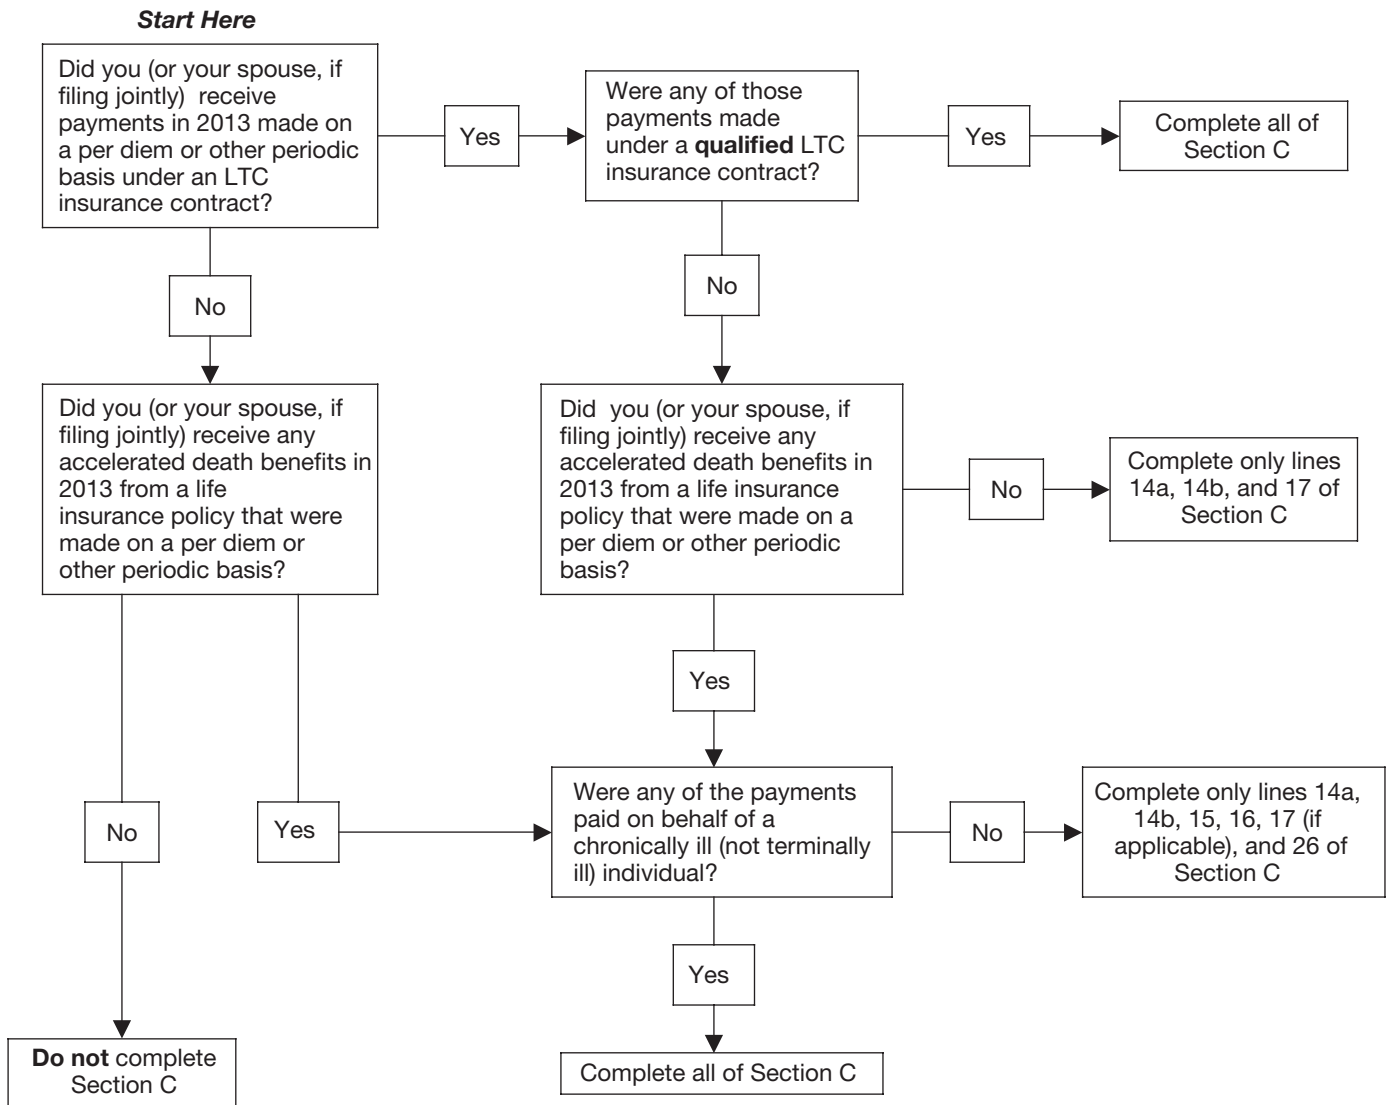 Start Here
Did you (or your spouse, if
filing jointly) receive
payments in 2013 made on
a per diem or other periodic
basis under an LTC
insurance contract?
Yes
Were any of those
payments made
under a qualified LTC
insurance contract?
Yes
Complete all of
Section C
No
No
Did you (or your spouse, if
filing jointly) receive any
accelerated death benefits in
2013 from a life
insurance policy that were
made on a per diem or
other periodic basis?
Did you (or your spouse, if
filing jointly) receive any
accelerated death benefits in
2013 from a life insurance
policy that were made on a
per diem or other periodic
basis?
No
Complete only lines
14a, 14b, and 17 of
Section C
Yes
No
Yes
Were any of the payments
paid on behalf of a
chronically ill (not terminally
ill) individual?
No
Complete only lines 14a,
14b, 15, 16, 17 (if
applicable), and 26 of
Section C
Yes
Do not complete
Section C
Complete all of Section C